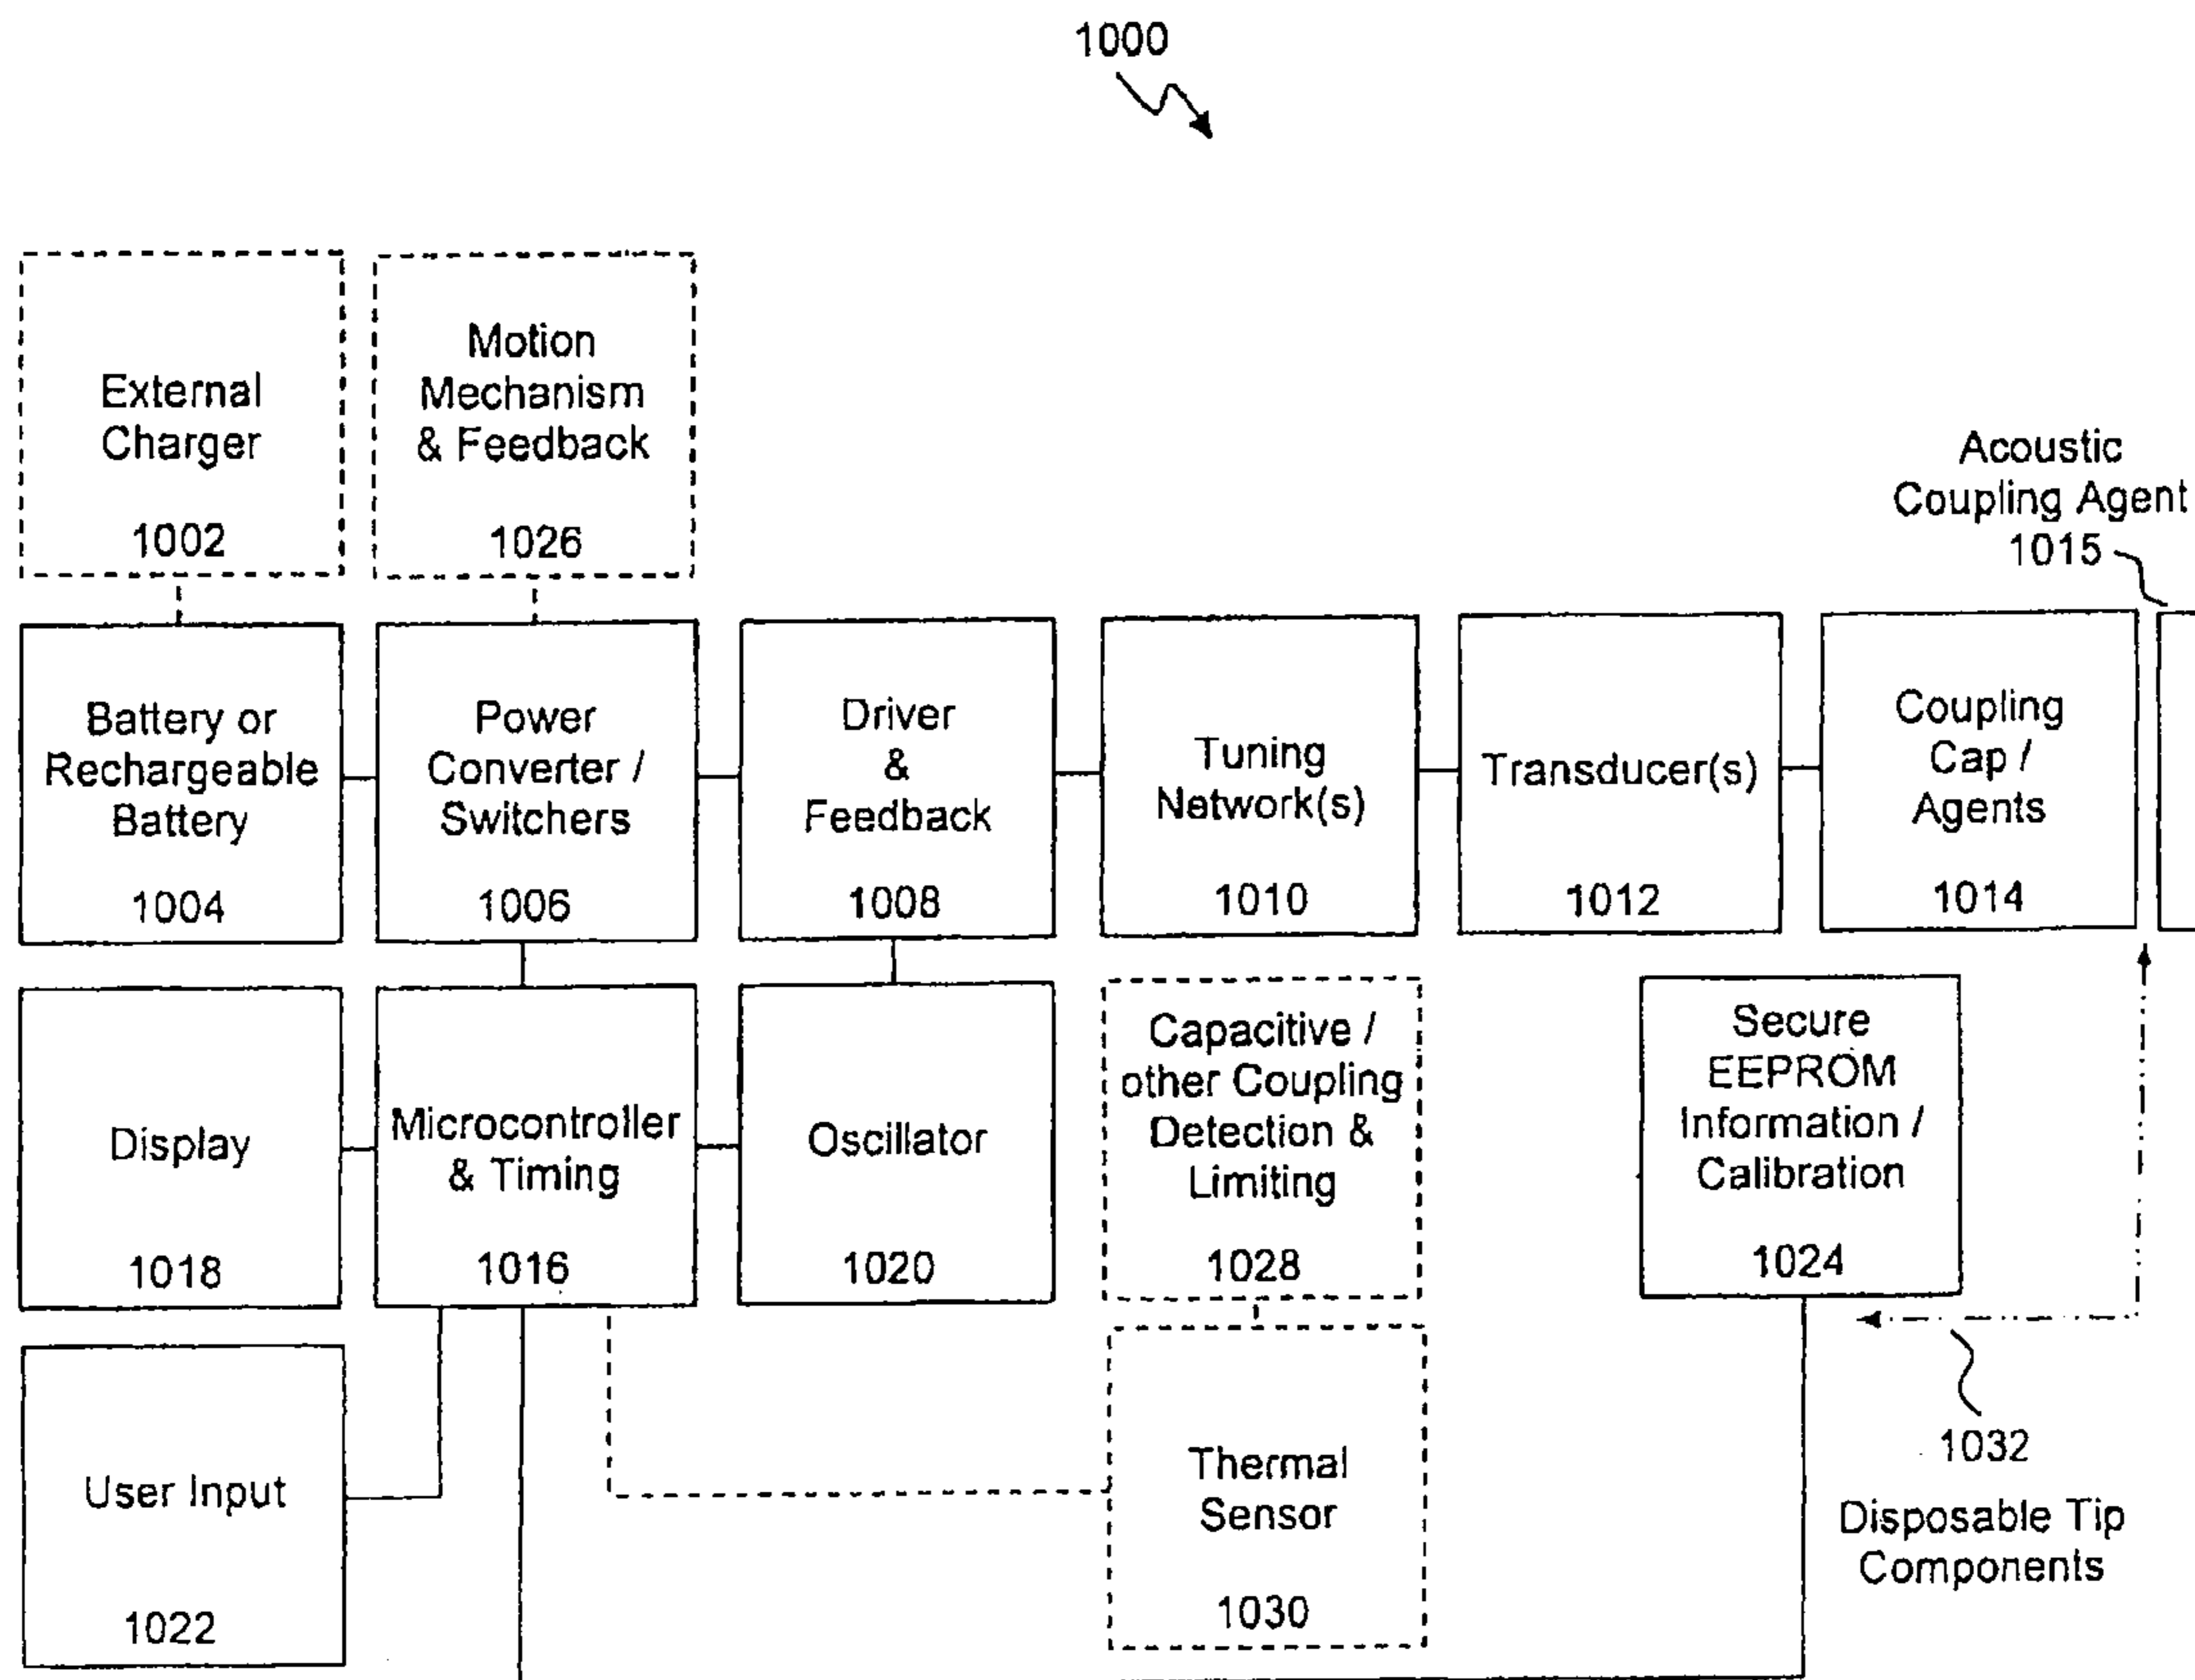 1000
External
Charger
1002
Motion
Mechanism
& Feedback
1026
Acoustic
Coupling Agent
1015
Battery or
Rechargeable
Battery
1004
Power
Converter /
Switchers
1006
Driver
&
Feedback
1008
Tuning
Network(s)
1010
Transducer(s)
1012
Coupling
Cap /
Agents
1014
Display
1018
Microcontroller
& Timing
1016
Oscillator
1020
Capacitive /
other Coupling
Detection &
Limiting
1028
Secure
EEPROM
Information /
Calibration
1024
User Input
1022
Thermal
Sensor
1030
1032
Disposable Tip
Components